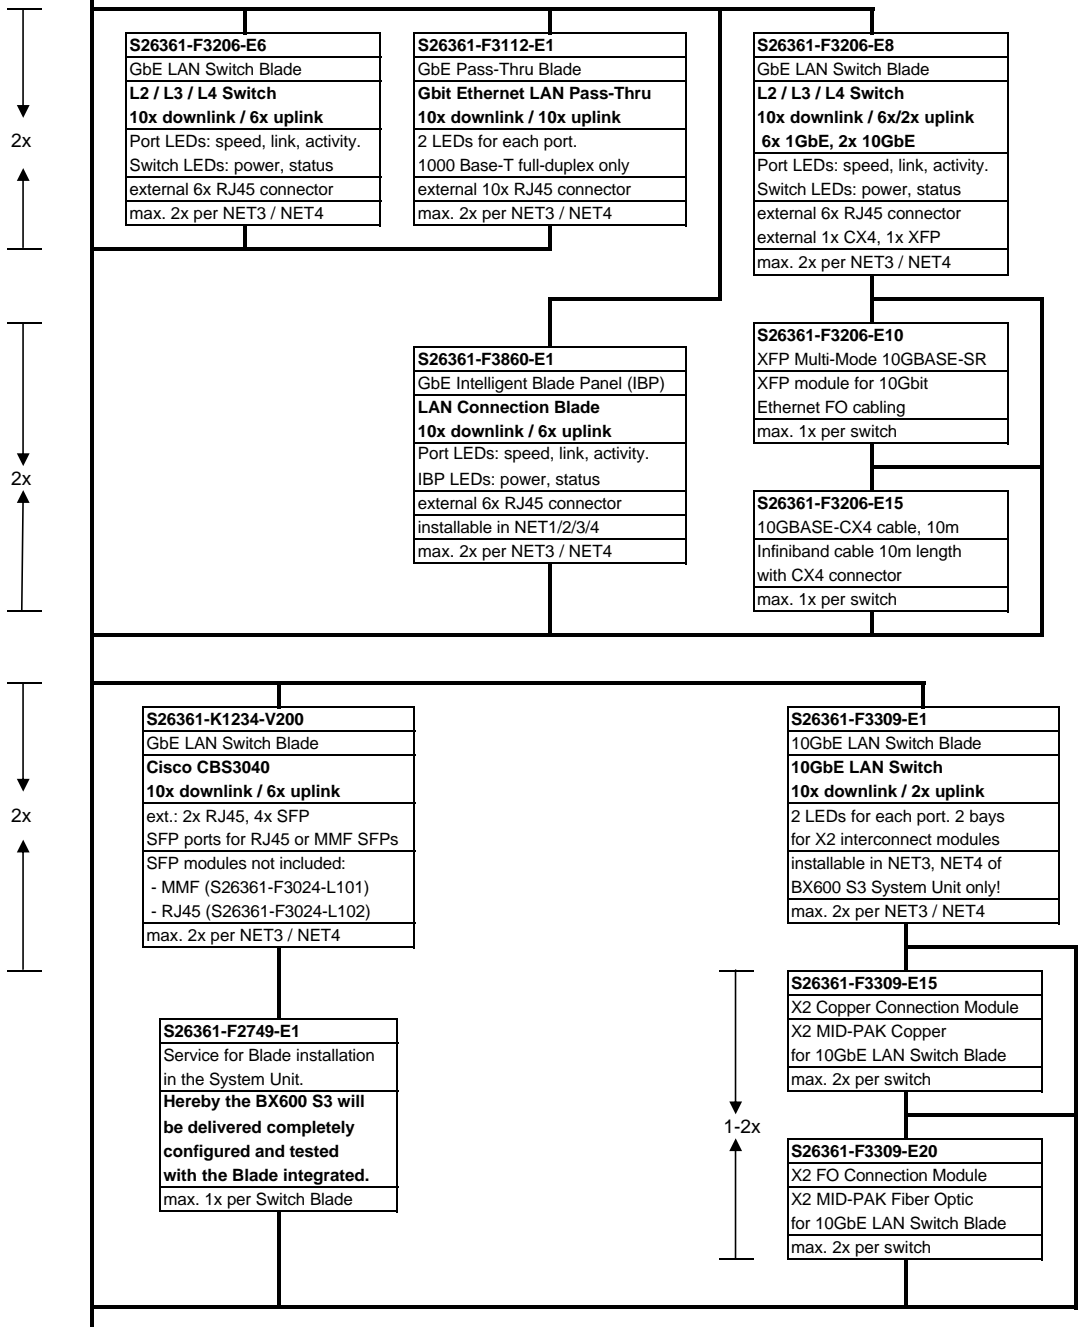 S26361-F3206-E6
GbE LAN Switch Blade
L2 / L3 / L4 Switch
10x downlink / 6x uplink
Port LEDs: speed, link, activity.
Switch LEDs: power, status
external 6x RJ45 connector
max. 2x per NET3 / NET4
S26361-F3112-E1
GbE Pass-Thru Blade
Gbit Ethernet LAN Pass-Thru
10x downlink / 10x uplink
2 LEDs for each port.
1000 Base-T full-duplex only
external 10x RJ45 connector
max. 2x per NET3 / NET4
S26361-F3206-E8
GbE LAN Switch Blade
L2 / L3 / L4 Switch
10x downlink / 6x/2x uplink
6x 1GbE, 2x 10GbE
Port LEDs: speed, link, activity.
Switch LEDs: power, status
external 6x RJ45 connector
external 1x CX4, 1x XFP
max. 2x per NET3 / NET4
2x
S26361-F3860-E1
GbE Intelligent Blade Panel (IBP)
LAN Connection Blade
10x downlink / 6x uplink
Port LEDs: speed, link, activity.
IBP LEDs: power, status
external 6x RJ45 connector
installable in NET1/2/3/4
max. 2x per NET3 / NET4
S26361-F3206-E10
XFP Multi-Mode 10GBASE-SR
XFP module for 10Gbit
Ethernet FO cabling
max. 1x per switch
2x
S26361-F3206-E15
10GBASE-CX4 cable, 10m
Infiniband cable 10m length
with CX4 connector
max. 1x per switch
S26361-K1234-V200
GbE LAN Switch Blade
Cisco CBS3040
10x downlink / 6x uplink
ext.: 2x RJ45, 4x SFP
SFP ports for RJ45 or MMF SFPs
SFP modules not included:
- MMF (S26361-F3024-L101)
- RJ45 (S26361-F3024-L102)
max. 2x per NET3 / NET4
S26361-F3309-E1
10GbE LAN Switch Blade
10GbE LAN Switch
10x downlink / 2x uplink
2 LEDs for each port. 2 bays
for X2 interconnect modules
installable in NET3, NET4 of
BX600 S3 System Unit only!
max. 2x per NET3 / NET4
2x
S26361-F2749-E1
Service for Blade installation
in the System Unit.
Hereby the BX600 S3 will
be delivered completely
configured and tested
with the Blade integrated.
max. 1x per Switch Blade
S26361-F3309-E15
X2 Copper Connection Module
X2 MID-PAK Copper
for 10GbE LAN Switch Blade
max. 2x per switch
1-2x
S26361-F3309-E20
X2 FO Connection Module
X2 MID-PAK Fiber Optic
for 10GbE LAN Switch Blade
max. 2x per switch